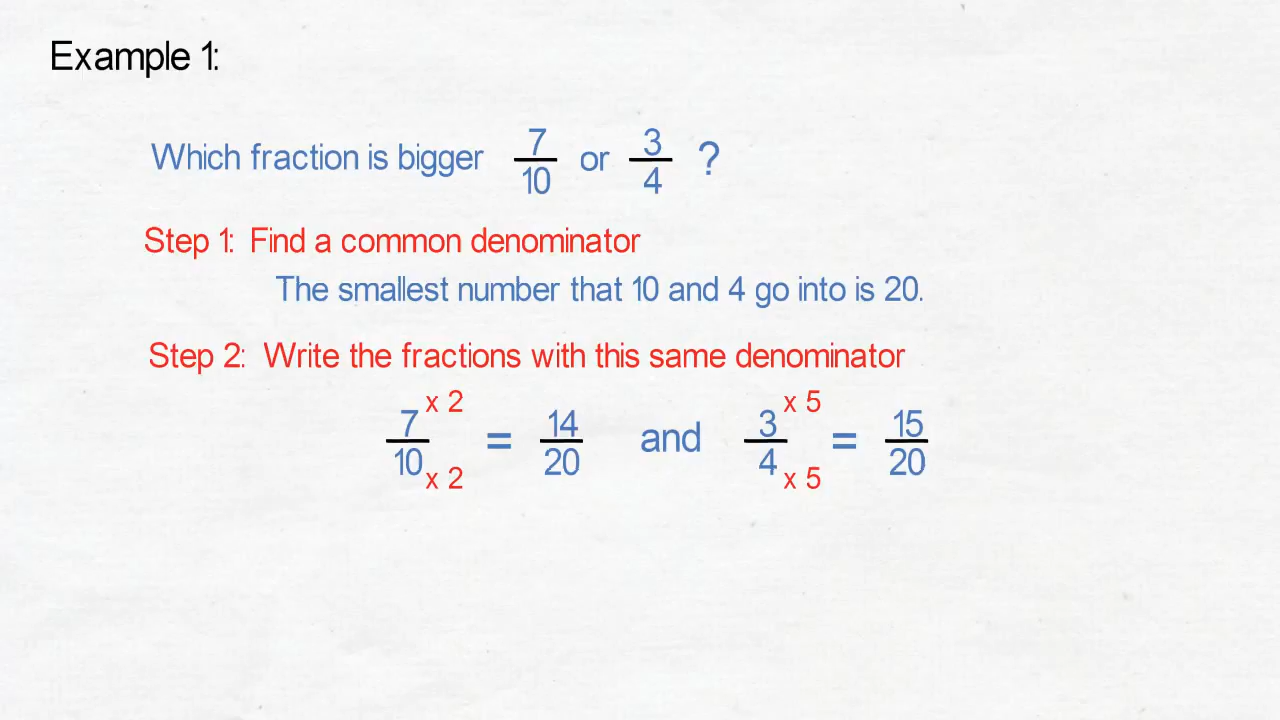 Example 1:
Which fraction is bigger 7/10 or 3/4 ?
Step 1: Find a common denominator
The smallest number that 10 and 4 go into is 20.
Step 2: Write the fractions with this same denominator
7 x 2 / 10 x 2 = 14/20 and 3 x 5 / 4 x 5 = 15/20